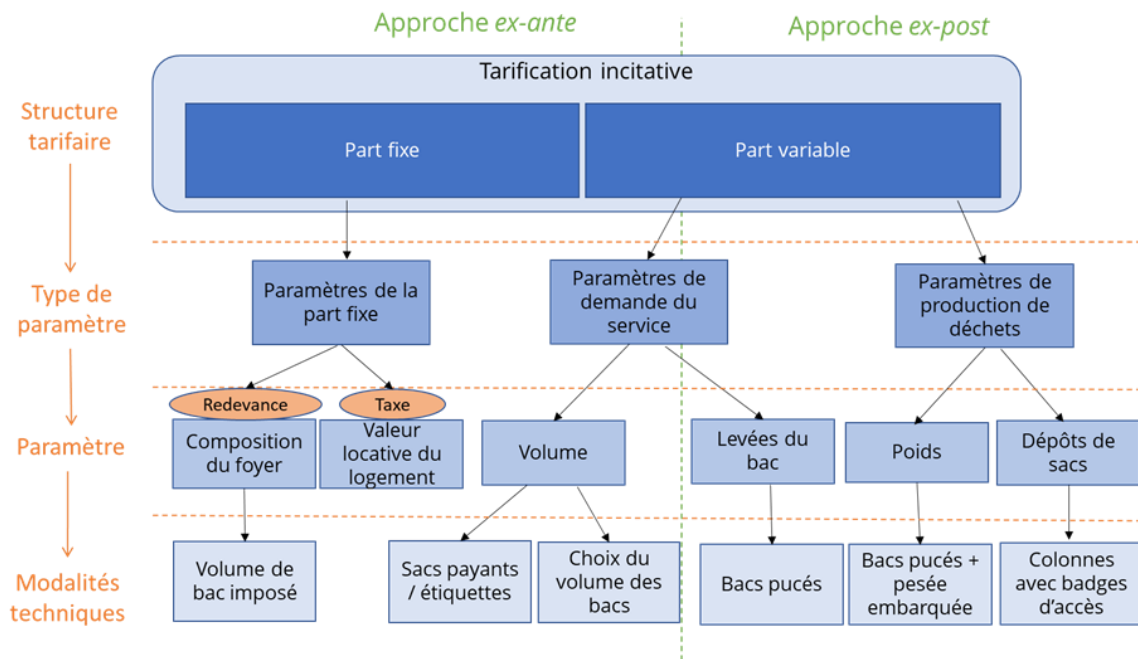 Approche ex-ante
Approche ex-post
Tarification incitative
Structure
tarifaire
Part fixe
Part variable
Type de
paramètre
Paramètres de la
part fixe
Paramètres de
demande du
service
Paramètres de
production de
déchets
Redevance
Taxe
Paramètre
Composition
du foyer
Valeur
locative du
logement
Volume
Levées du
bac
Poids
Dépôts de
sacs
Modalités
techniques
Volume de
bac imposé
Sacs payants
/ étiquettes
Choix du
volume des
bacs
Bacs pucés
Bacs pucés +
pesée
embarquée
Colonnes
avec badges
d'accès